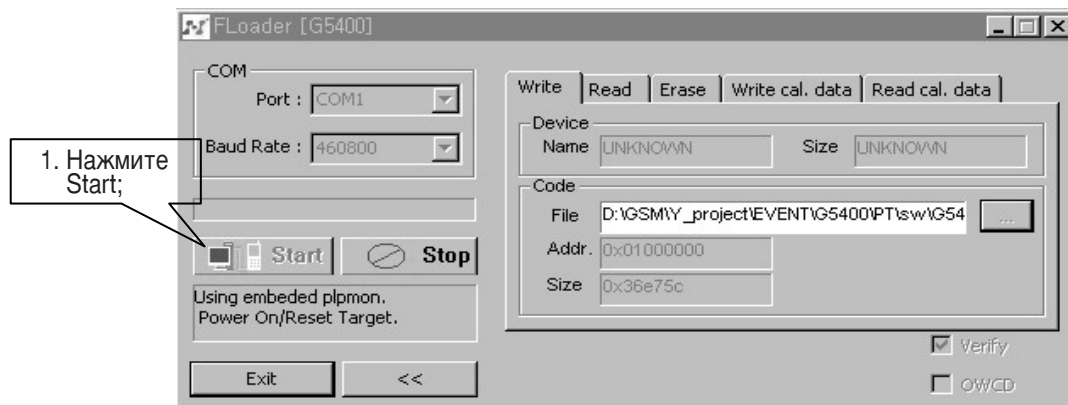 FLoader [G5400]
COM
Port : COM1
Baud Rate : 460800
1. Нажмите
Start;
Start
Stop
Using embeded plpmon.
Power On/Reset Target.
Exit
<<
Write
Read
Erase
Write cal. data
Read cal. data
Device
Name UNKNOWN Size UNKNOWN
Code
File D:\GSM\Y_project\EVENT\G5400\PT\sw\G54 ...
Addr. 0x01000000
Size 0x36e75c
Verify
OWCD